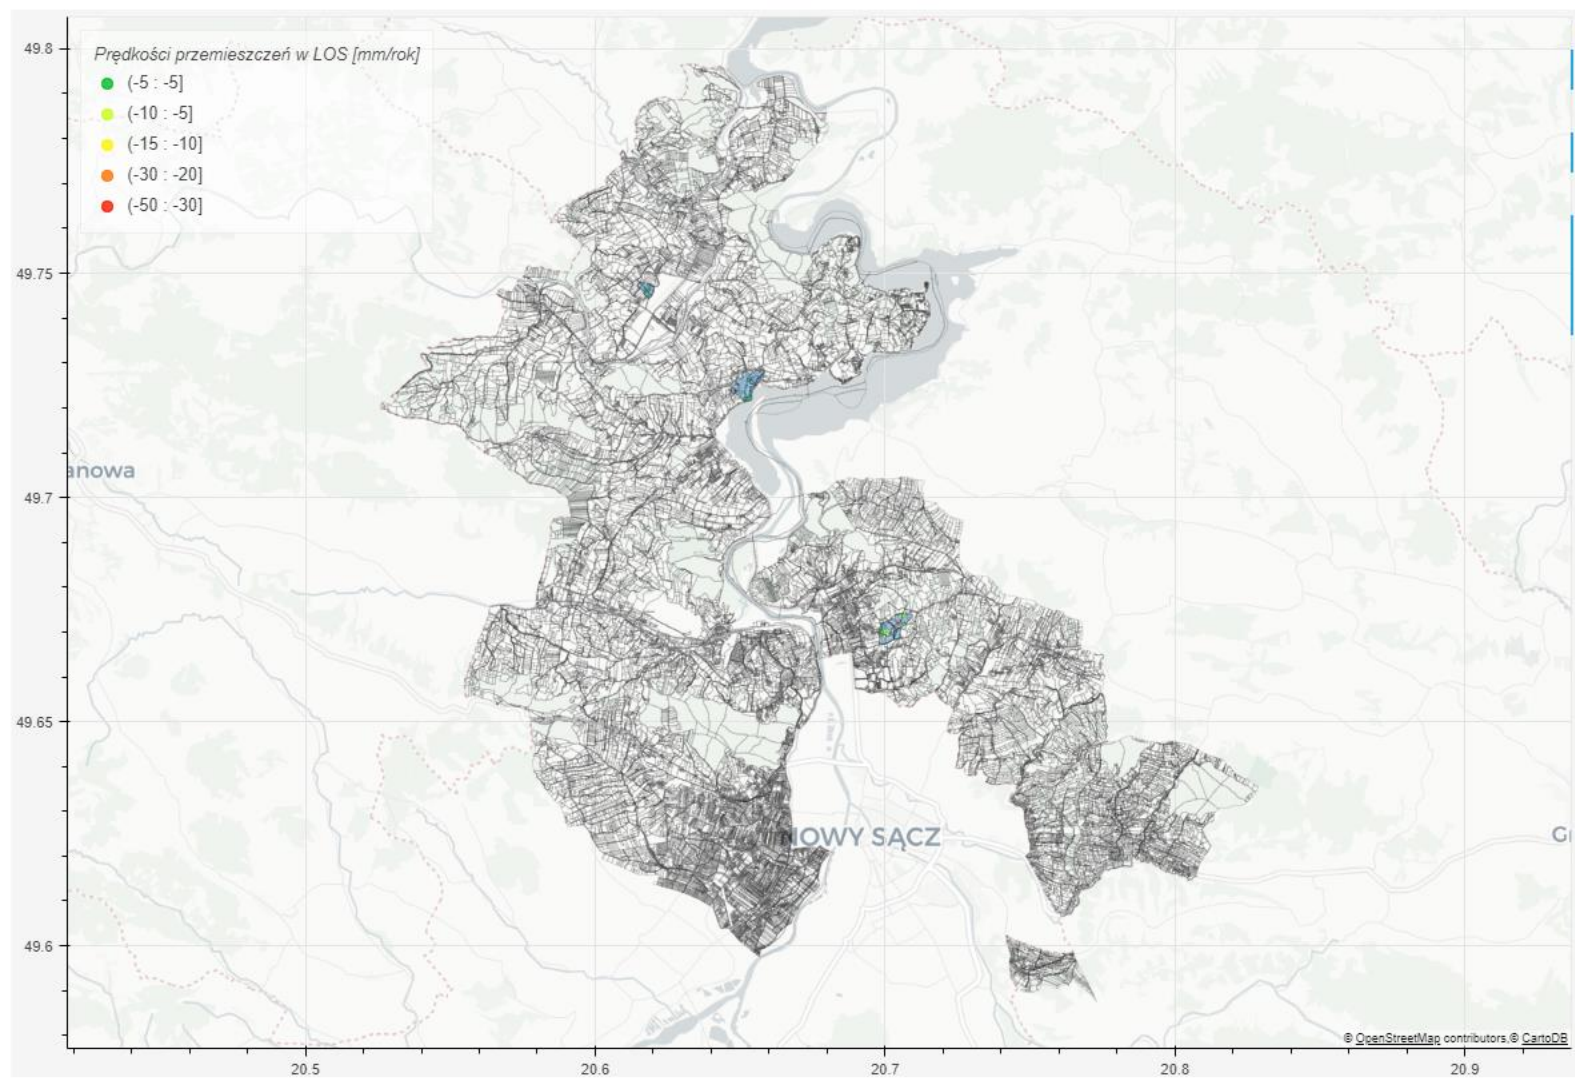 49.8
Prędkości przemieszczeń w LOS [mm/rok]
(-5 : -5]
(-10 : -5]
(-15 : -10]
(-30 : -20]
(-50 : -30]
49.75
anowa
49.7
49.65
NOWY SĄCZ
49.6
© OpenStreetMap contributors,© CartoDB
20.5 20.6 20.7 20.8 20.9